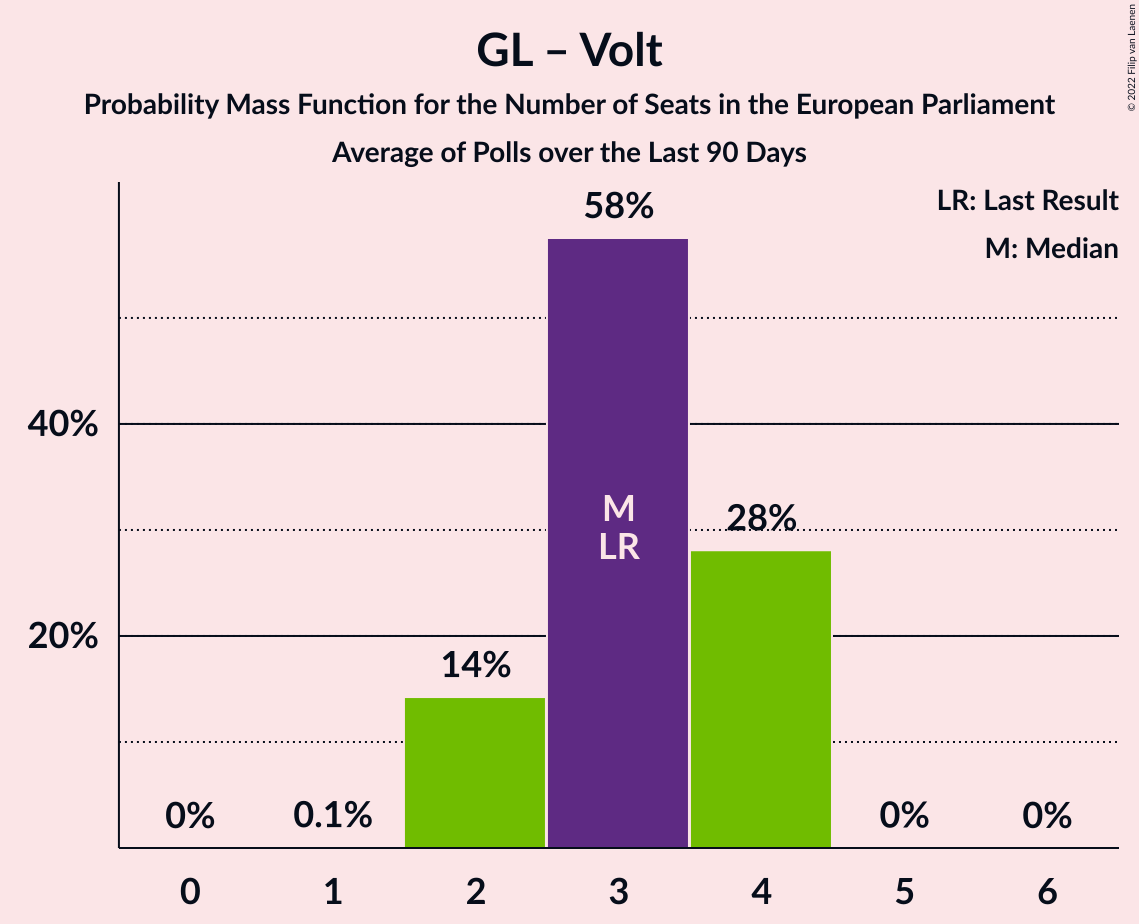 GL – Volt
Probability Mass Function for the Number of Seats in the European Parliament
Average of Polls over the Last 90 Days
© 2022 Filip van Laenen
LR: Last Result
M: Median
58%
40%
M
LR
28%
20%
14%
0%
0.1%
0%
0%
0
1
2
3
4
5
6